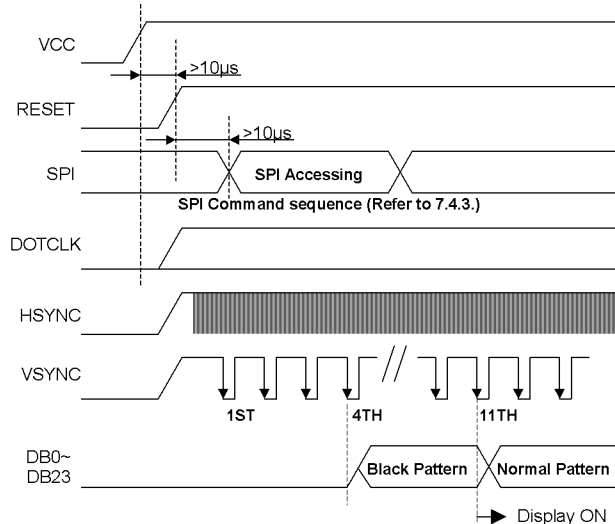 VCC
>10µs
RESET
>10µs
SPI
SPI Accessing
SPI Command sequence (Refer to 7.4.3.)
DOTCLK
HSYNC
VSYNC
1ST
4TH
11TH
DB0~
DB23
Black Pattern
Normal Pattern
Display ON